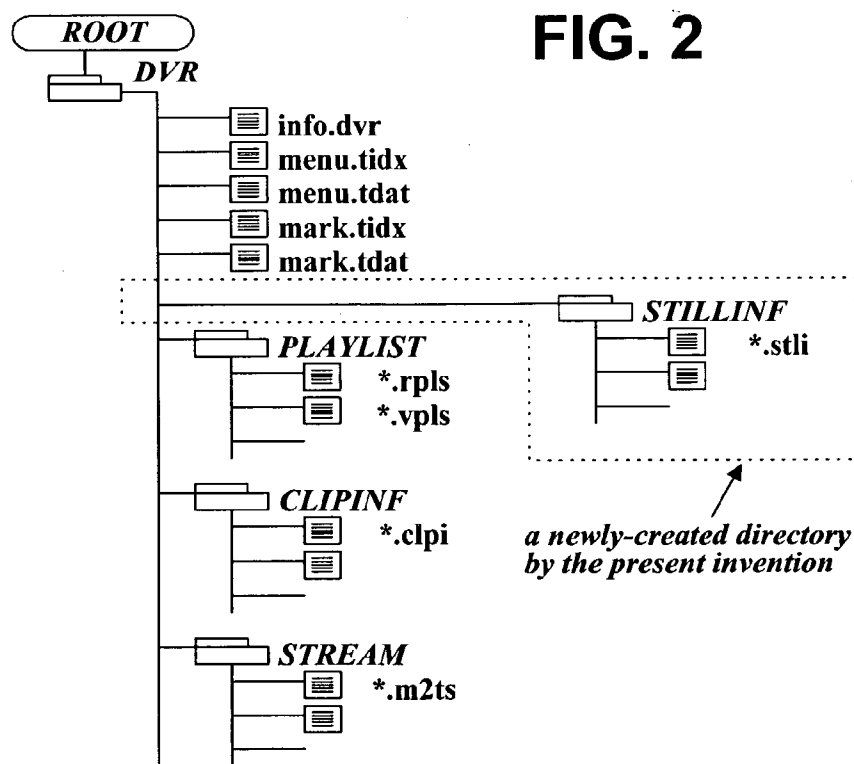 FIG. 2
ROOT
DVR
info.dvr
menu.tidx
menu.tdat
mark.tidx
mark.tdat
STILLINF
*.stli
PLAYLIST
*.rpls
*.vpls
CLIPINF
*.clpi
a newly-created directory
by the present invention
STREAM
*.m2ts